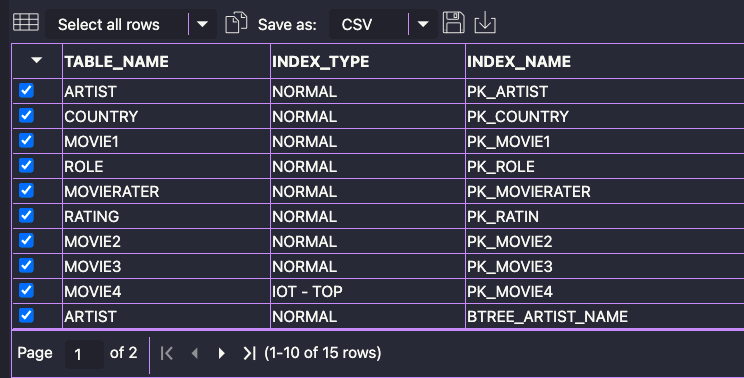 Select all rows Save as: CSV
TABLE_NAME INDEX_TYPE INDEX_NAME
ARTIST NORMAL PK_ARTIST
COUNTRY NORMAL PK_COUNTRY
MOVIE1 NORMAL PK_MOVIE1
ROLE NORMAL PK_ROLE
MOVIERATER NORMAL PK_MOVIERATER
RATING NORMAL PK_RATIN
MOVIE2 NORMAL PK_MOVIE2
MOVIE3 NORMAL PK_MOVIE3
MOVIE4 IOT - TOP PK_MOVIE4
ARTIST NORMAL BTREE_ARTIST_NAME
Page 1 of 2 (1-10 of 15 rows)